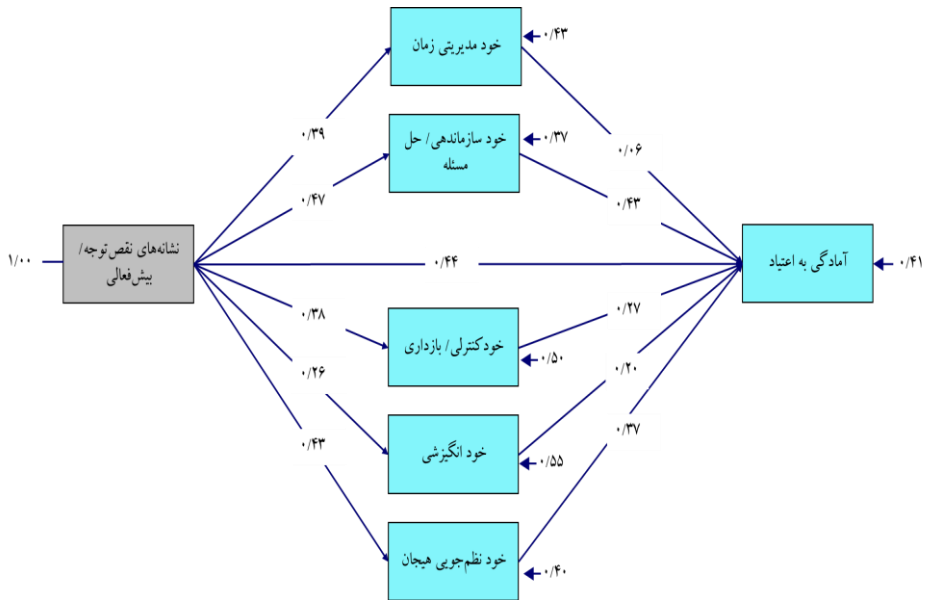 خود مدیریتی زمان
۰/۴۳
۰/۳۹
۰/۰۶
خود سازماندهی/ حل
مسئله
۰/۳۷
۰/۴۷
۰/۴۳
نشانه‌های نقص‌توجه/
بیش‌فعالی
۱/۰۰
۰/۴۴
آمادگی به اعتیاد
۰/۴۱
۰/۳۸
۰/۲۷
خودکنترلی/ بازداری
۰/۵۰
۰/۲۶
۰/۲۰
خود انگیزشی
۰/۵۵
۰/۴۳
۰/۳۷
خود نظم‌جویی هیجان
۰/۴۰